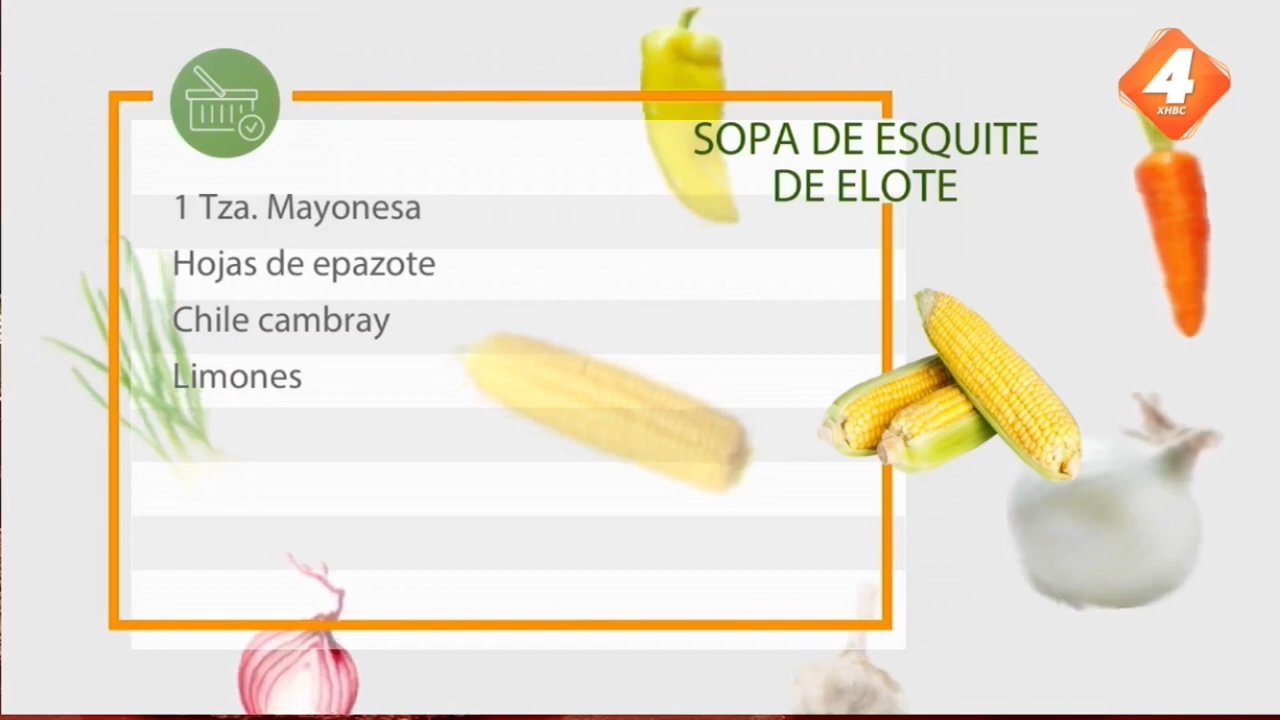 4
XHBC
SOPA DE ESQUITE
DE ELOTE
1 Tza. Mayonesa
Hojas de epazote
Chile cambray
Limones